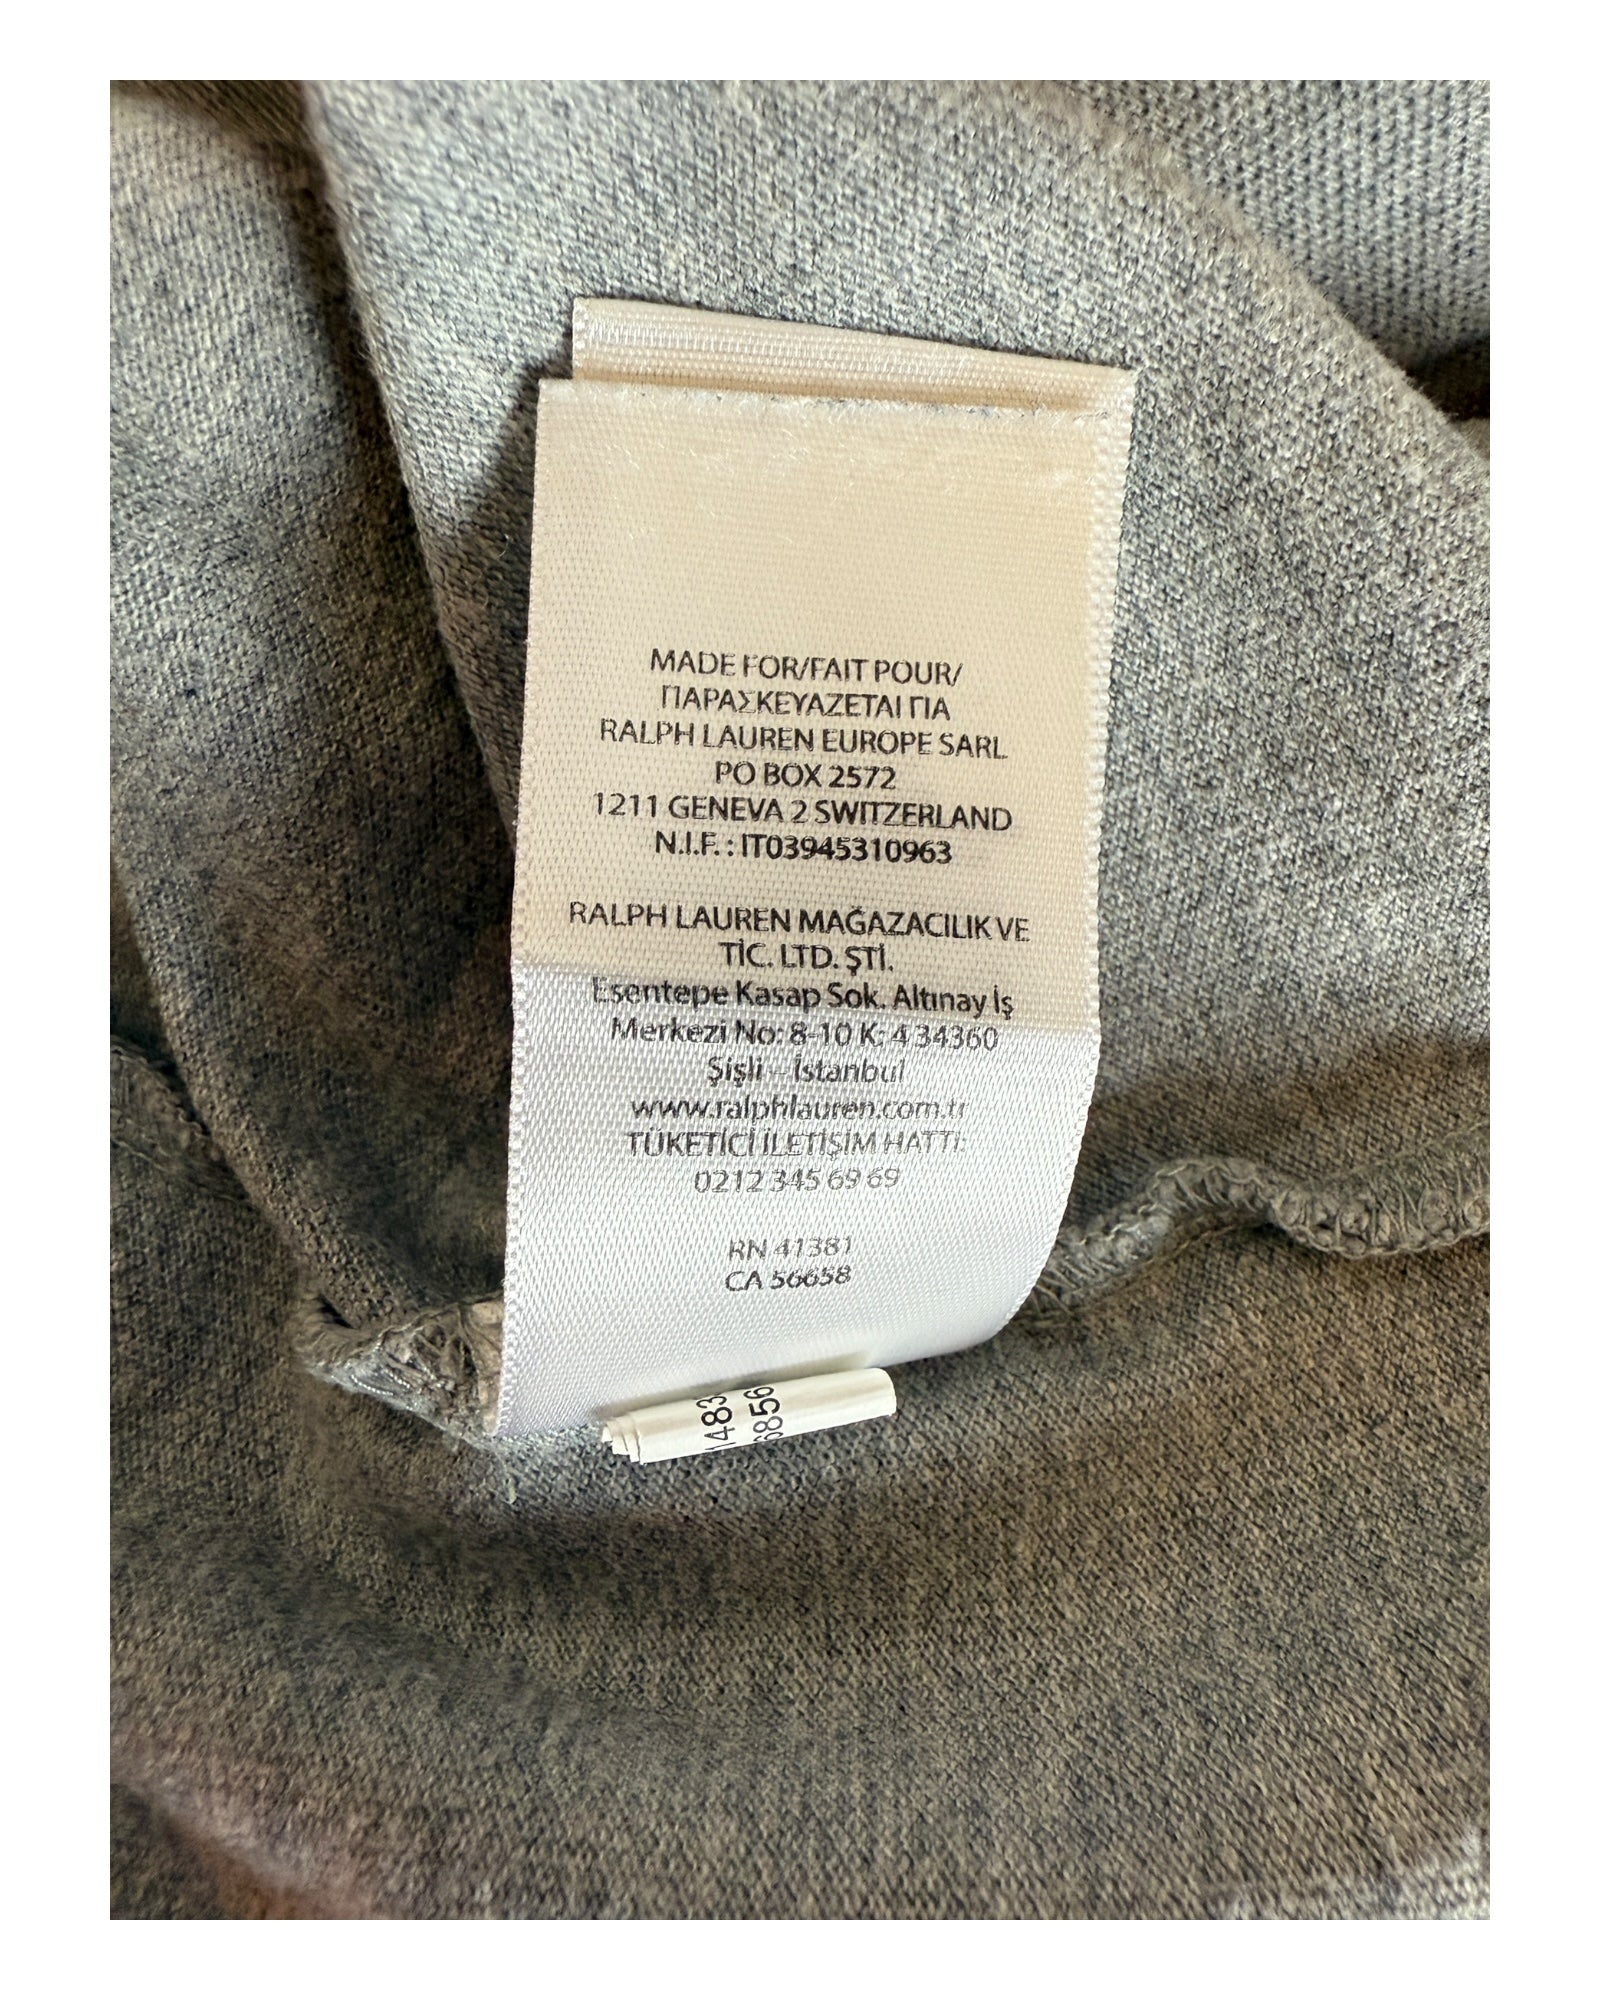 MADE FOR/FAIT POUR/
ΠΑΡΑΣΚΕΥΑΖΕΤΑΙ ΓΙΑ
RALPH LAUREN EUROPE SARL
PO BOX 2572
1211 GENEVA 2 SWITZERLAND
N.I.F. : IT03945310963
RALPH LAUREN MAĞAZACILIK VE
TİC. LTD. ŞTİ.
Esentepe Kasap Sok. Altınay İş
Merkezi No: 8-10 K: 4 34360
Şişli – İstanbul
www.ralphlauren.com.tr
TÜKETİCİ İLETİŞİM HATTI:
0212 345 69 69
RN 41381
CA 56658